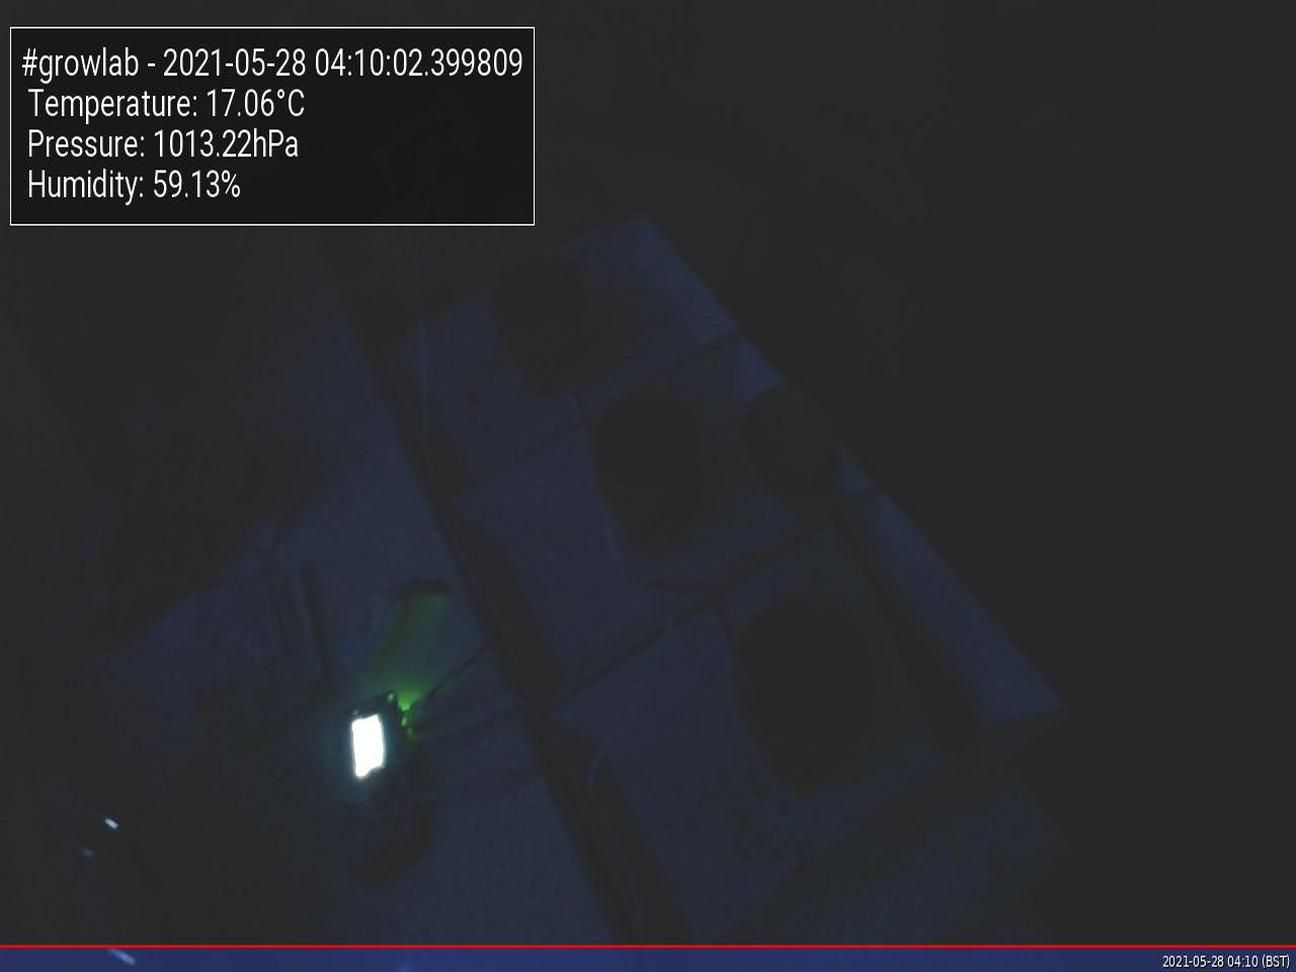 #growlab - 2021-05-28 04:10:02.399809
Temperature: 17.06°C
Pressure: 1013.22hPa
Humidity: 59.13%
2021-05-28 04:10 (BST)